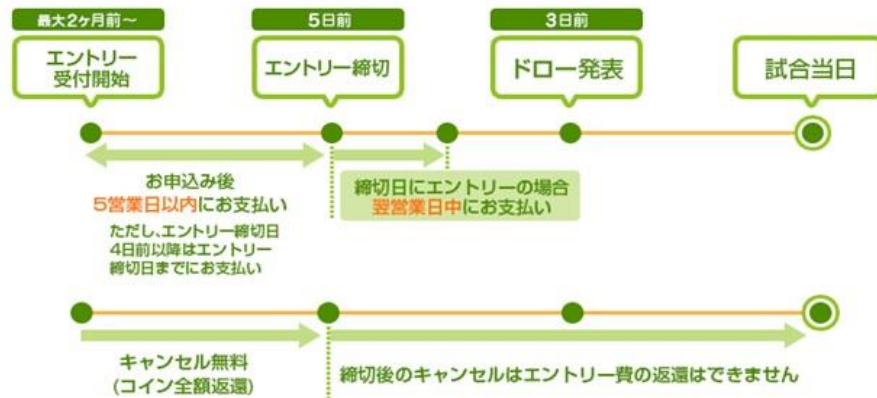 最大2ヶ月前～
5日前
3日前
エントリー
受付開始
エントリー締切
ドロー発表
試合当日
お申込み後
5営業日以内にお支払い
ただし、エントリー締切日
4日前以降はエントリー
締切日までにお支払い
締切日にエントリーの場合
翌営業日中にお支払い
キャンセル無料
(コイン全額返還)
締切後のキャンセルはエントリー費の返還はできません